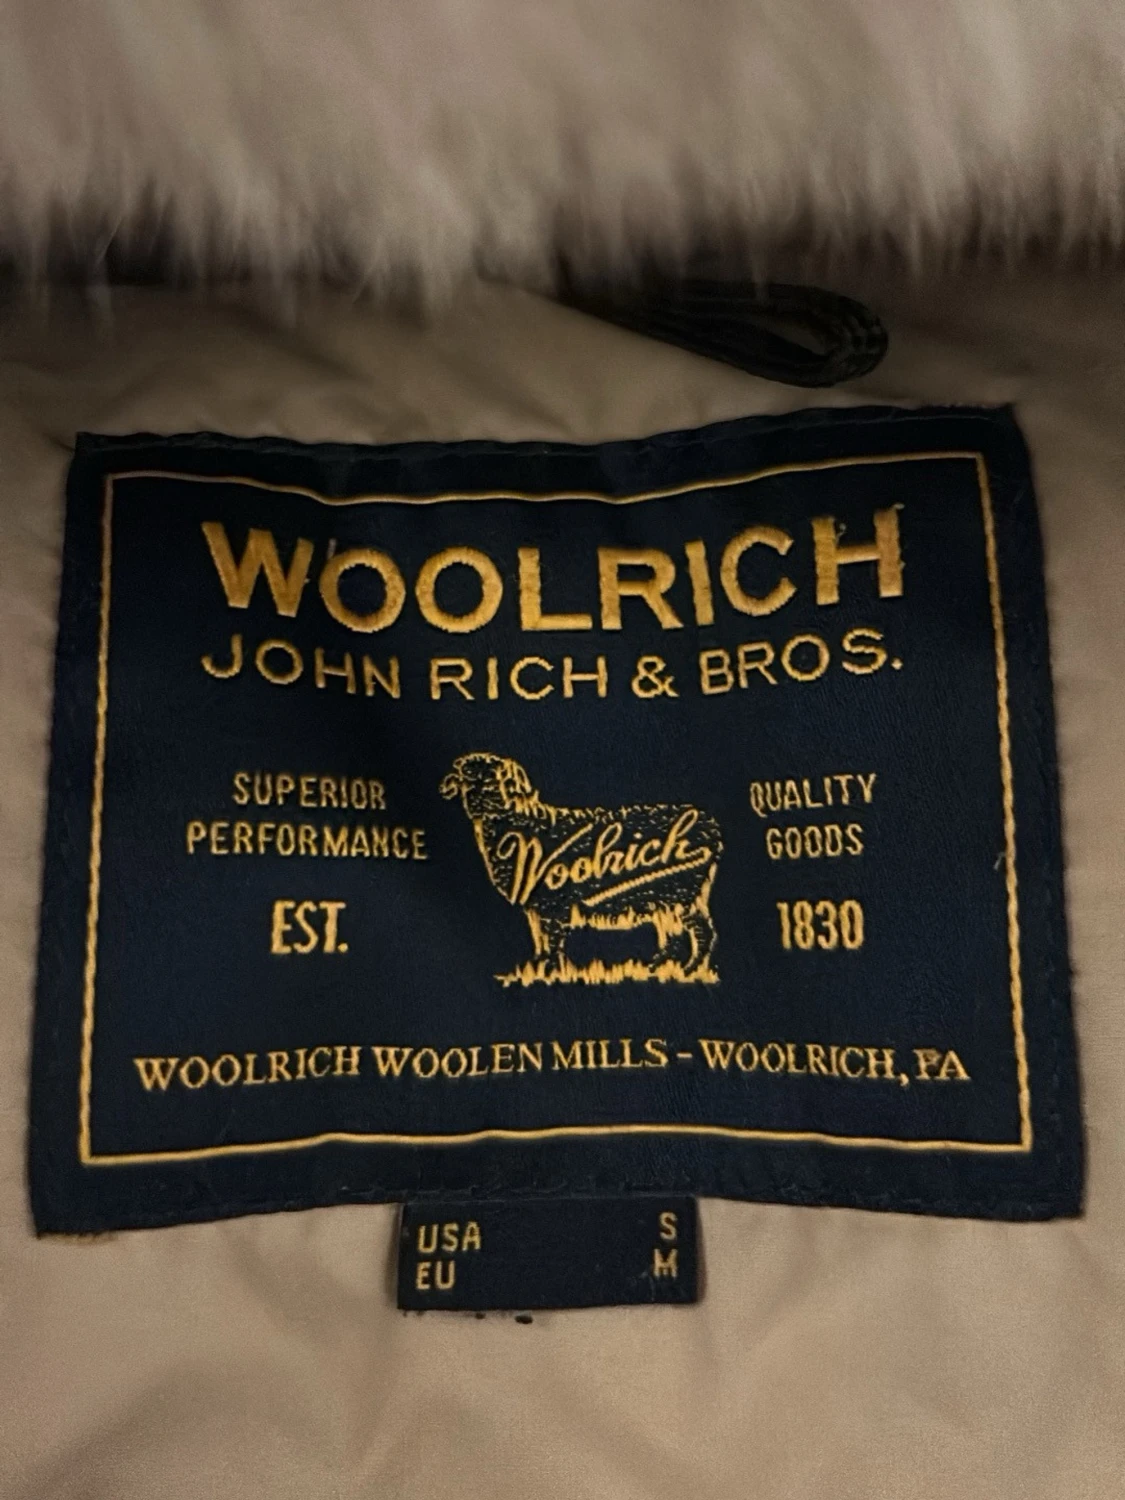 WOOLRICH
JOHN RICH & BROS.
SUPERIOR
PERFORMANCE
EST.
Woolrich
QUALITY
GOODS
1830
WOOLRICH WOOLEN MILLS - WOOLRICH, PA
USA S
EU M